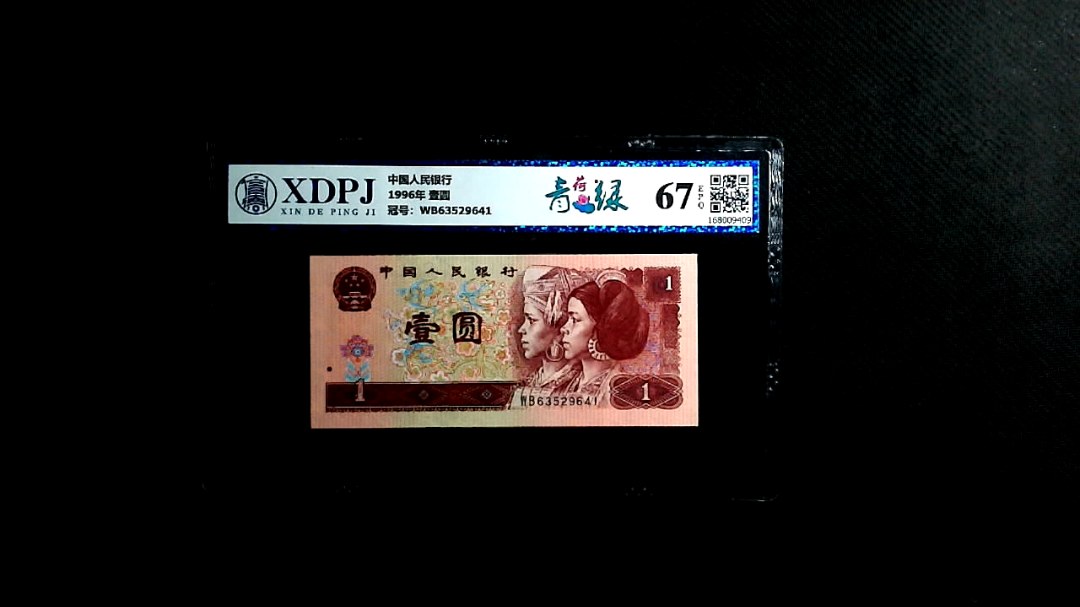 XDPJ
XIN DE PING JI
中国人民银行
1996年 壹圆
冠号：WB63529641
青荷绿
67
EPQ
168009409
中国人民银行
1
壹圆
1
WB63529641
1